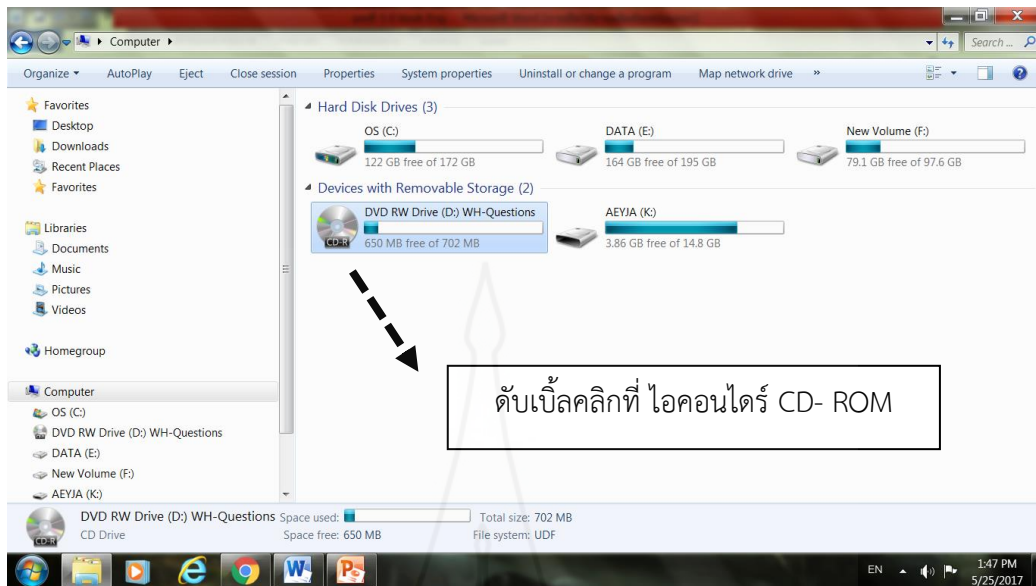 Computer
Search ...
Organize AutoPlay Eject Close session Properties System properties Uninstall or change a program Map network drive »
Favorites
Desktop
Downloads
Recent Places
Favorites
Libraries
Documents
Music
Pictures
Videos
Homegroup
Computer
OS (C:)
DVD RW Drive (D:) WH-Questions
DATA (E:)
New Volume (F:)
AEYJA (K:)
Hard Disk Drives (3)
OS (C:)
122 GB free of 172 GB
DATA (E:)
164 GB free of 195 GB
New Volume (F:)
79.1 GB free of 97.6 GB
Devices with Removable Storage (2)
DVD RW Drive (D:) WH-Questions
CD-R
650 MB free of 702 MB
AEYJA (K:)
3.86 GB free of 14.8 GB
ดับเบิ้ลคลิกที่ ไอคอนไดร์ CD- ROM
DVD RW Drive (D:) WH-Questions Space used: Total size: 702 MB
CD-R
CD Drive Space free: 650 MB File system: UDF
EN 1:47 PM
5/25/2017